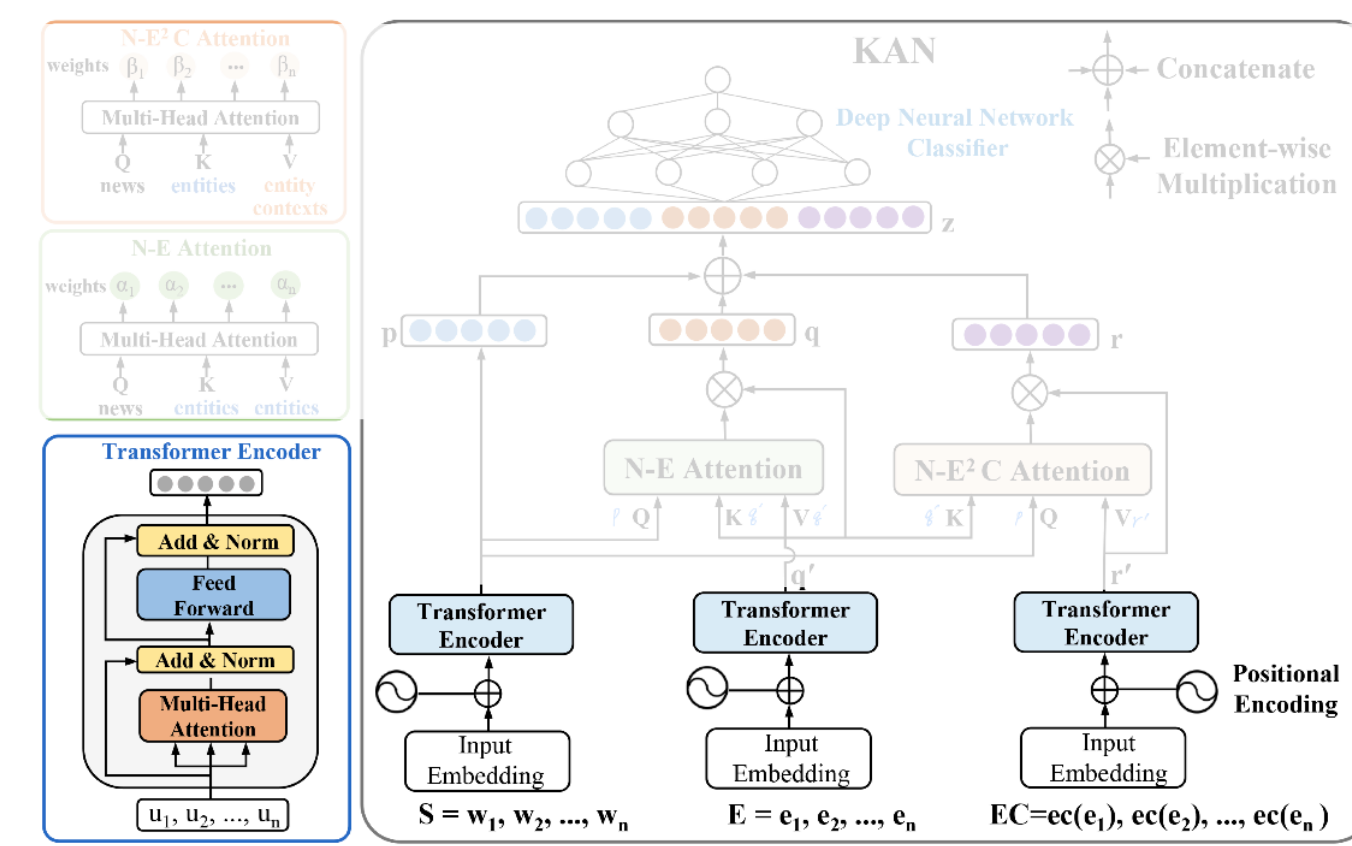 N-E² C Attention
weights β₁ β₂ ... βₙ
Multi-Head Attention
Q K V
news entities entity
contexts
N-E Attention
weights α₁ α₂ ... αₙ
Multi-Head Attention
Q K V
news entities entities
Transformer Encoder
Add & Norm
Feed
Forward
Add & Norm
Multi-Head
Attention
u₁, u₂, ..., uₙ
KAN
Concatenate
Element-wise
Multiplication
Deep Neural Network
Classifier
z
p q r
N-E Attention N-E² C Attention
p Q K q′ V q′ q′ K p Q V r′
q′ r′
Transformer
Encoder
Transformer
Encoder
Transformer
Encoder
Positional
Encoding
Input
Embedding
Input
Embedding
Input
Embedding
S = w₁, w₂, ..., wₙ
E = e₁, e₂, ..., eₙ
EC=ec(e₁), ec(e₂), ..., ec(eₙ)